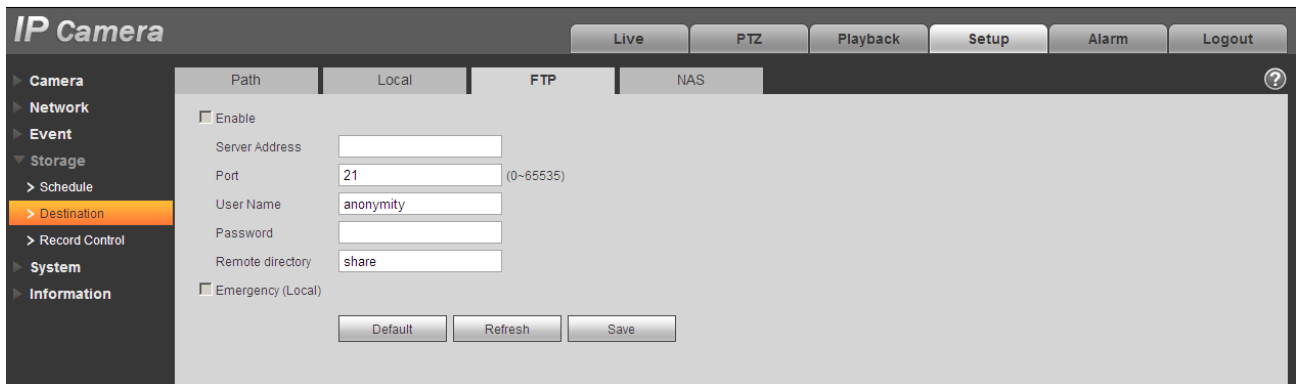 IP Camera
Live PTZ Playback Setup Alarm Logout
Camera
Network
Event
Storage
> Schedule
> Destination
> Record Control
System
Information
Path Local FTP NAS
?
Enable
Server Address
Port 21 (0~65535)
User Name anonymity
Password
Remote directory share
Emergency (Local)
Default Refresh Save